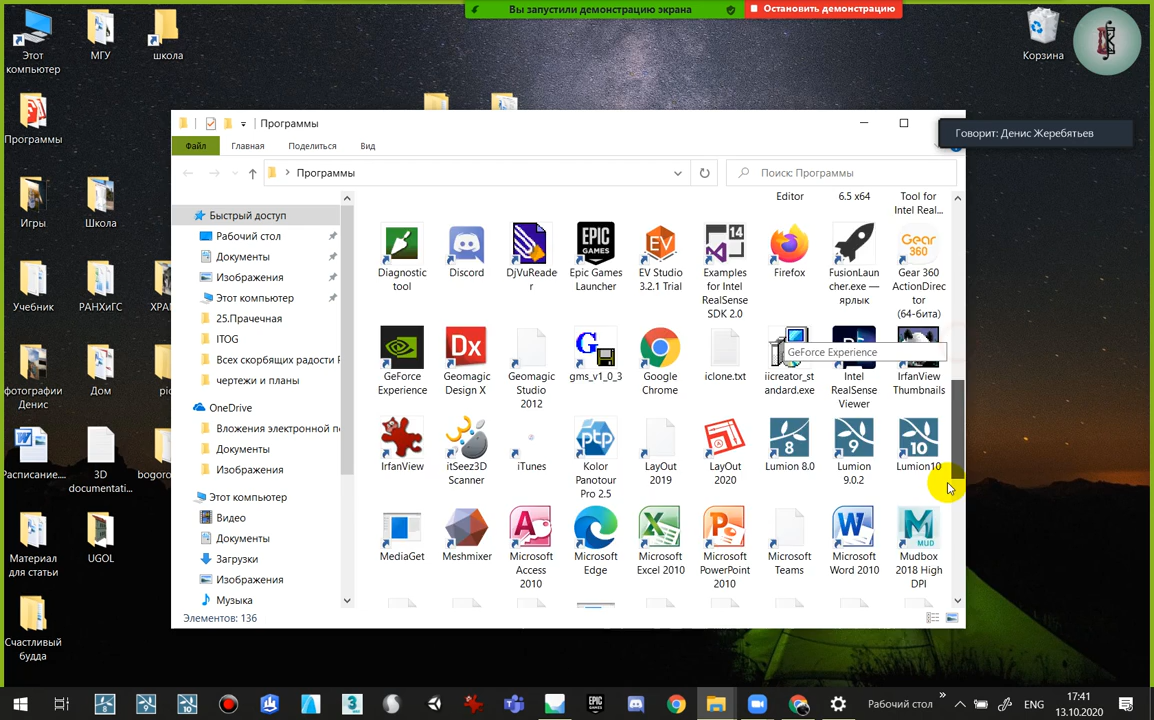 Вы запустили демонстрацию экрана
Остановить демонстрацию
Этот компьютер
МГУ
школа
Корзина
Программы
Говорит: Денис Жеребятьев
Файл
Главная
Поделиться
Вид
Программы
Поиск: Программы
Программы
Игры
Школа
Учебник
РАНХиГС
фотографии Денис
Дом
Расписание....
3D documentati...
bogoro
Материал для статьи
UGOL
Счастливый будда
Быстрый доступ
Рабочий стол
Документы
Изображения
Этот компьютер
25.Прачечная
ITOG
Всех скорбящих радости
чертежи и планы
OneDrive
Вложения электронной
Документы
Изображения
Этот компьютер
Видео
Документы
Загрузки
Изображения
Музыка
Editor
6.5 x64
Tool for Intel Real...
Diagnostic tool
Discord
DjVuReader
Epic Games Launcher
EV Studio 3.2.1 Trial
Examples for Intel RealSense SDK 2.0
Firefox
FusionLauncher.exe — ярлык
Gear 360 ActionDirector (64-бита)
GeForce Experience
Geomagic Design X
Geomagic Studio 2012
gms_v1_0_3
Google Chrome
iclone.txt
iicreator_standard.exe
Intel RealSense Viewer
IrfanView Thumbnails
GeForce Experience
IrfanView
itSeez3D Scanner
iTunes
Kolor Panotour Pro 2.5
LayOut 2019
LayOut 2020
Lumion 8.0
Lumion 9.0.2
Lumion10
MediaGet
Meshmixer
Microsoft Access 2010
Microsoft Edge
Microsoft Excel 2010
Microsoft PowerPoint 2010
Microsoft Teams
Microsoft Word 2010
Mudbox 2018 High DPI
Элементов: 136
Рабочий стол
ENG
17:41
13.10.2020